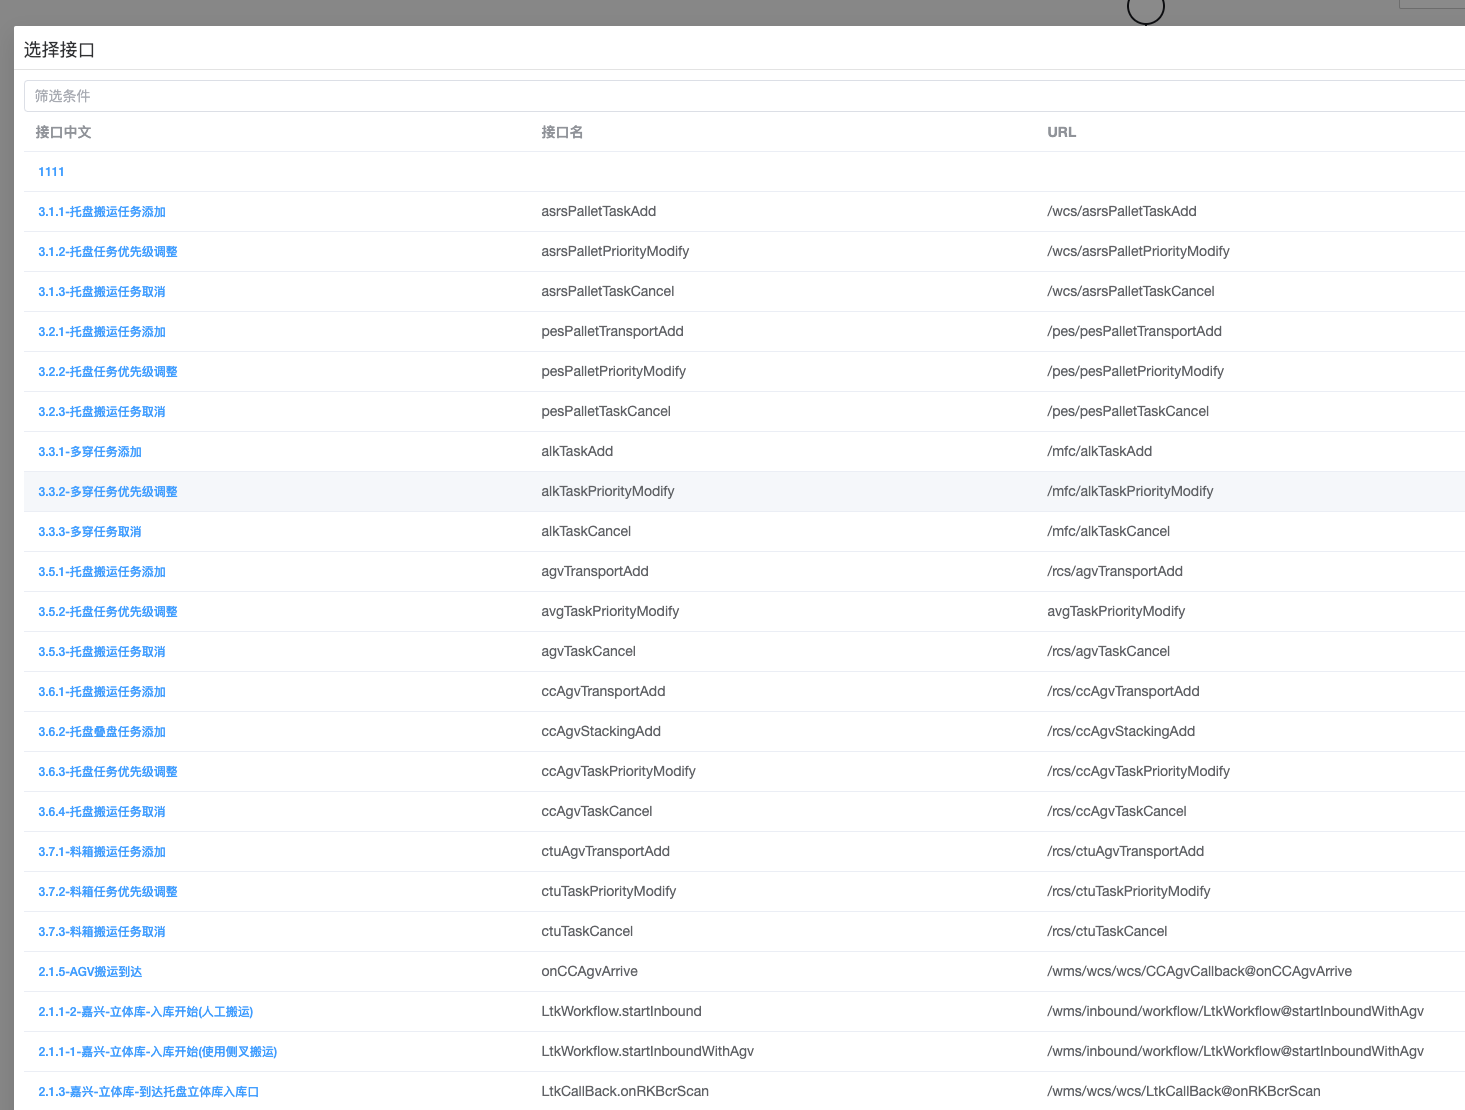 选择接口
筛选条件
接口中文 接口名 URL
1111
3.1.1-托盘搬运任务添加 asrsPalletTaskAdd /wcs/asrsPalletTaskAdd
3.1.2-托盘任务优先级调整 asrsPalletPriorityModify /wcs/asrsPalletPriorityModify
3.1.3-托盘搬运任务取消 asrsPalletTaskCancel /wcs/asrsPalletTaskCancel
3.2.1-托盘搬运任务添加 pesPalletTransportAdd /pes/pesPalletTransportAdd
3.2.2-托盘任务优先级调整 pesPalletPriorityModify /pes/pesPalletPriorityModify
3.2.3-托盘搬运任务取消 pesPalletTaskCancel /pes/pesPalletTaskCancel
3.3.1-多穿任务添加 alkTaskAdd /mfc/alkTaskAdd
3.3.2-多穿任务优先级调整 alkTaskPriorityModify /mfc/alkTaskPriorityModify
3.3.3-多穿任务取消 alkTaskCancel /mfc/alkTaskCancel
3.5.1-托盘搬运任务添加 agvTransportAdd /rcs/agvTransportAdd
3.5.2-托盘任务优先级调整 avgTaskPriorityModify avgTaskPriorityModify
3.5.3-托盘搬运任务取消 agvTaskCancel /rcs/agvTaskCancel
3.6.1-托盘搬运任务添加 ccAgvTransportAdd /rcs/ccAgvTransportAdd
3.6.2-托盘叠盘任务添加 ccAgvStackingAdd /rcs/ccAgvStackingAdd
3.6.3-托盘任务优先级调整 ccAgvTaskPriorityModify /rcs/ccAgvTaskPriorityModify
3.6.4-托盘搬运任务取消 ccAgvTaskCancel /rcs/ccAgvTaskCancel
3.7.1-料箱搬运任务添加 ctuAgvTransportAdd /rcs/ctuAgvTransportAdd
3.7.2-料箱任务优先级调整 ctuTaskPriorityModify /rcs/ctuTaskPriorityModify
3.7.3-料箱搬运任务取消 ctuTaskCancel /rcs/ctuTaskCancel
2.1.5-AGV搬运到达 onCCAgvArrive /wms/wcs/wcs/CCAgvCallback@onCCAgvArrive
2.1.1-2-嘉兴-立体库-入库开始(人工搬运) LtkWorkflow.startInbound /wms/inbound/workflow/LtkWorkflow@startInboundWithAgv
2.1.1-1-嘉兴-立体库-入库开始(使用侧叉搬运) LtkWorkflow.startInboundWithAgv /wms/inbound/workflow/LtkWorkflow@startInboundWithAgv
2.1.3-嘉兴-立体库-到达托盘立体库入库口 LtkCallBack.onRKBcrScan /wms/wcs/wcs/LtkCallBack@onRKBcrScan